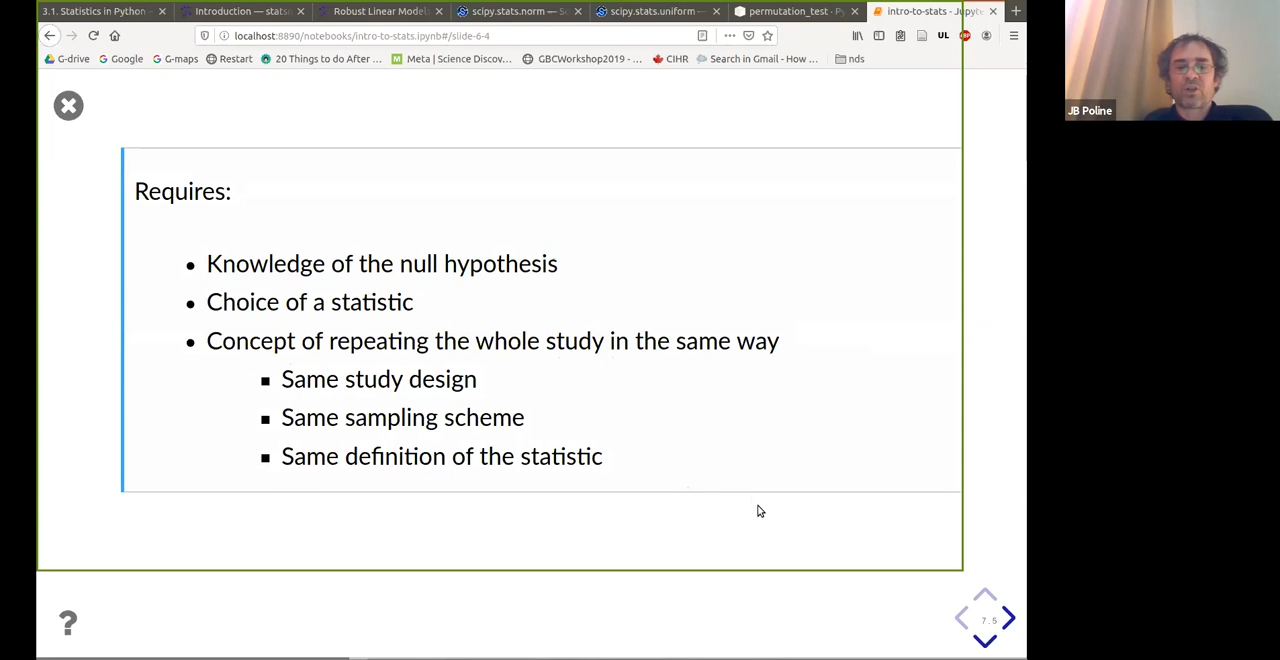 3.1. Statistics in Python — Introduction — stats Robust Linear Model scipy.stats.norm — S scipy.stats.uniform — permutation_test · Py intro-to-stats - Jupyte
localhost:8890/notebooks/intro-to-stats.ipynb#/slide-6-4 UL
G-drive Google G-maps Restart 20 Things to do After ... Meta | Science Discov... GBCWorkshop2019 - ... CIHR Search in Gmail - How ... nds
JB Poline
Requires:
• Knowledge of the null hypothesis
• Choice of a statistic
• Concept of repeating the whole study in the same way
▪ Same study design
▪ Same sampling scheme
▪ Same definition of the statistic
?
7.5